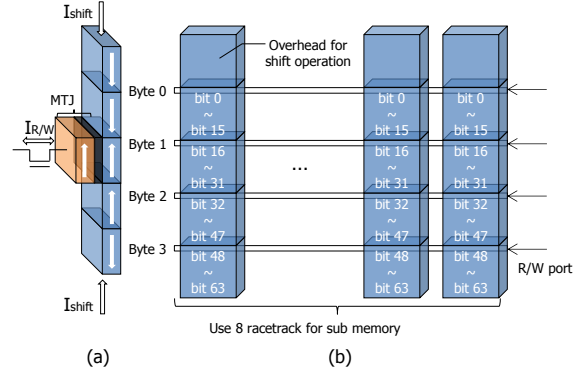 Ishift
MTJ
IR/W
Ishift
(a)
Overhead for
shift operation
Byte 0
Byte 1
Byte 2
Byte 3
bit 0
~
bit 15
bit 16
~
bit 31
bit 32
~
bit 47
bit 48
~
bit 63
...
bit 0
~
bit 15
bit 16
~
bit 31
bit 32
~
bit 47
bit 48
~
bit 63
bit 0
~
bit 15
bit 16
~
bit 31
bit 32
~
bit 47
bit 48
~
bit 63
R/W port
Use 8 racetrack for sub memory
(b)